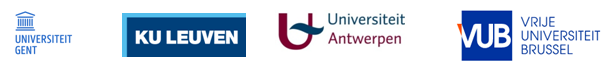 UNIVERSITEIT
GENT
KU LEUVEN
Universiteit
Antwerpen
VUB
VRIJE
UNIVERSITEIT
BRUSSEL